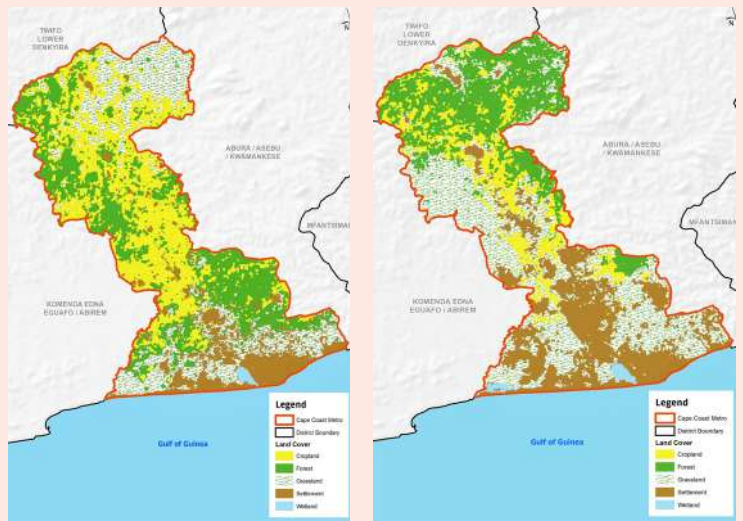 N
TWIFO
LOWER
DENKYIRA
ABURA / ASEBU
/ KWAMANKESE
MFANTSIMAN
KOMENDA EDNA
EGUAFO / ABIREM
Gulf of Guinea
Legend
Cape Coast Metro
District Boundary
Land Cover
Cropland
Forest
Grassland
Settlement
Wetland
N
TWIFO
LOWER
DENKYIRA
ABURA / ASEBU
/ KWAMANKESE
MFANTSIMAN
KOMENDA EDNA
EGUAFO / ABIREM
Gulf of Guinea
Legend
Cape Coast Metro
District Boundary
Land Cover
Cropland
Forest
Grassland
Settlement
Wetland